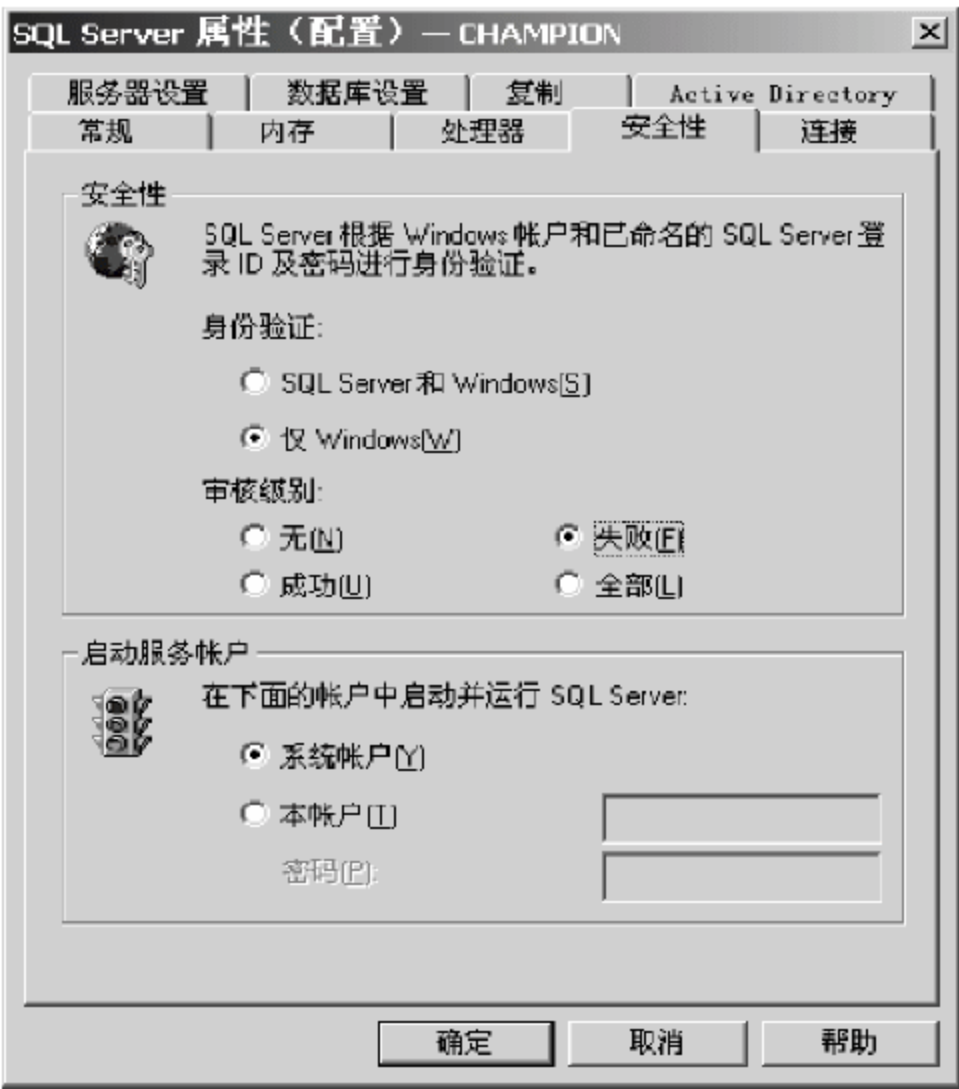 SQL Server 属性（配置）— CHAMPION
服务器设置 数据库设置 复制 Active Directory
常规 内存 处理器 安全性 连接
安全性
SQL Server 根据 Windows 帐户和已命名的 SQL Server 登
录 ID 及密码进行身份验证。
身份验证:
SQL Server 和 Windows(S)
仅 Windows(W)
审核级别:
无(N) 失败(F)
成功(U) 全部(L)
启动服务帐户
在下面的帐户中启动并运行 SQL Server:
系统帐户(Y)
本帐户(T)
密码(P):
确定 取消 帮助